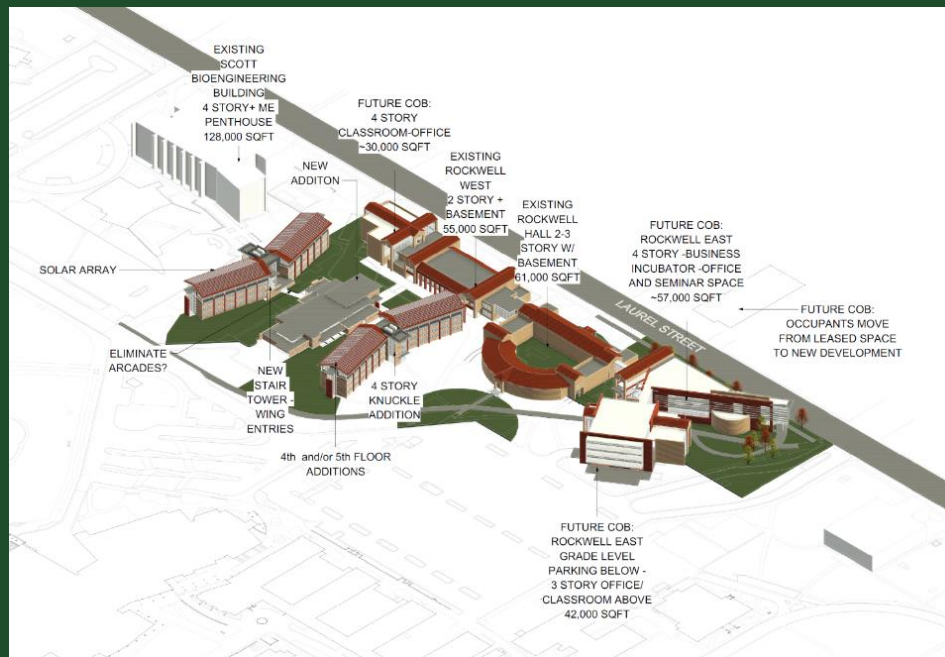 EXISTING
SCOTT
BIOENGINEERING
BUILDING
4 STORY+ ME
PENTHOUSE
128,000 SQFT
FUTURE COB:
4 STORY
CLASSROOM-OFFICE
~30,000 SQFT
NEW
ADDITON
EXISTING
ROCKWELL
WEST
2 STORY +
BASEMENT
55,000 SQFT
EXISTING
ROCKWELL
HALL 2-3
STORY W/
BASEMENT
61,000 SQFT
FUTURE COB:
ROCKWELL EAST
4 STORY -BUSINESS
INCUBATOR -OFFICE
AND SEMINAR SPACE
~57,000 SQFT
SOLAR ARRAY
LAUREL STREET
FUTURE COB:
OCCUPANTS MOVE
FROM LEASED SPACE
TO NEW DEVELOPMENT
ELIMINATE
ARCADES?
NEW
STAIR
TOWER -
WING
ENTRIES
4 STORY
KNUCKLE
ADDITION
4th and/or 5th FLOOR
ADDITIONS
FUTURE COB:
ROCKWELL EAST
GRADE LEVEL
PARKING BELOW -
3 STORY OFFICE/
CLASSROOM ABOVE
42,000 SQFT